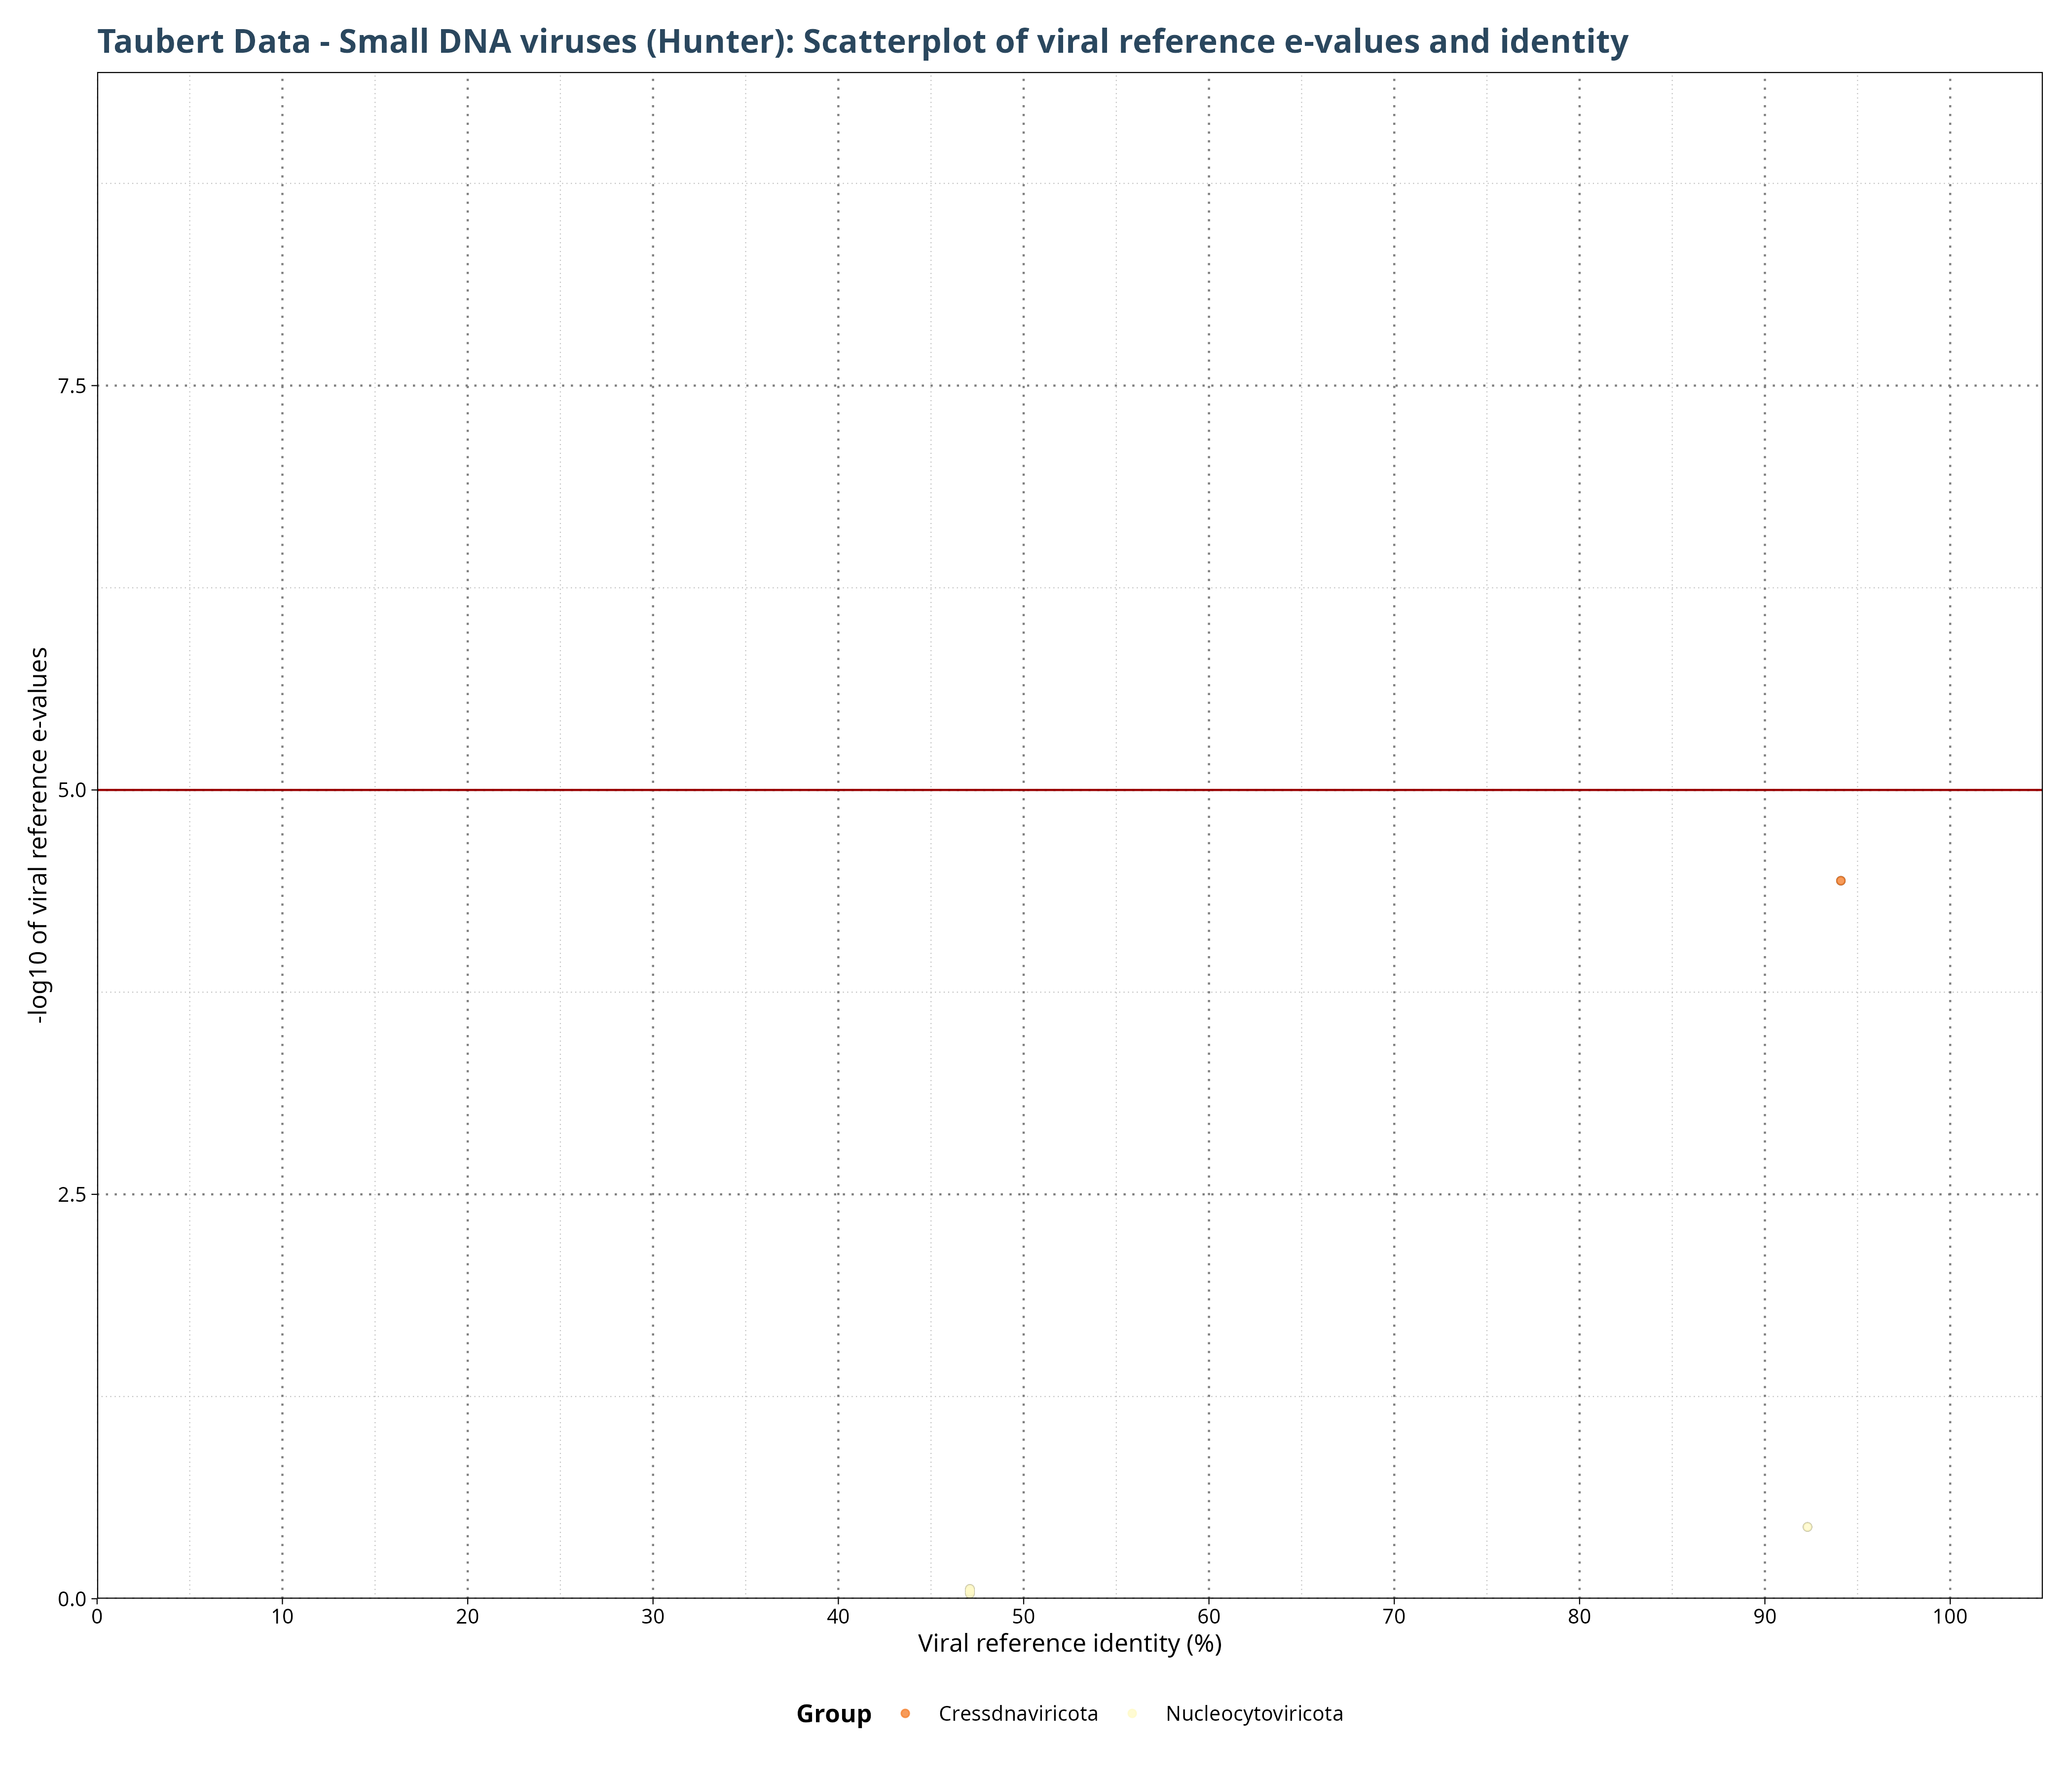 Taubert Data - Small DNA viruses (Hunter): Scatterplot of viral reference e-values and identity
-log10 of viral reference e-values
7.5
5.0
2.5
0.0
0 10 20 30 40 50 60 70 80 90 100
Viral reference identity (%)
Group Cressdnaviricota Nucleocytoviricota